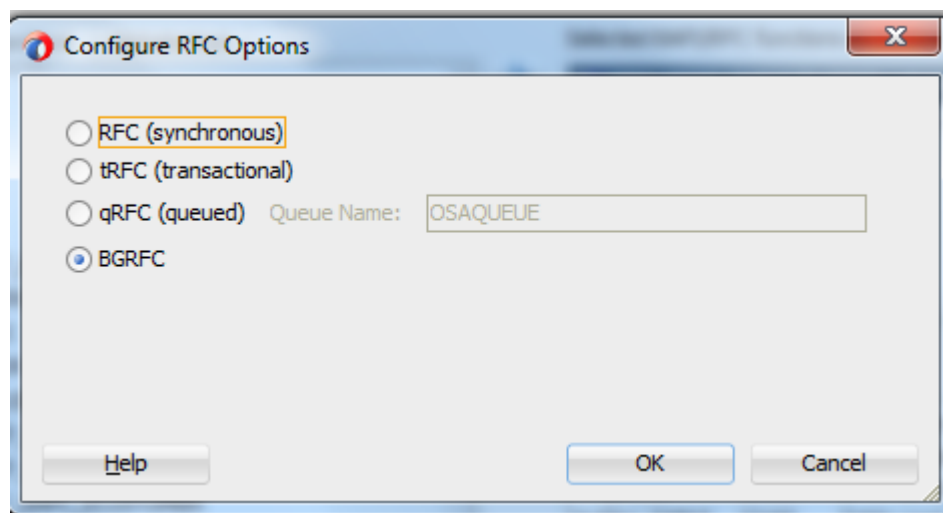 Configure RFC Options
RFC (synchronous)
tRFC (transactional)
qRFC (queued) Queue Name: OSAQUEUE
BGRFC
Help OK Cancel